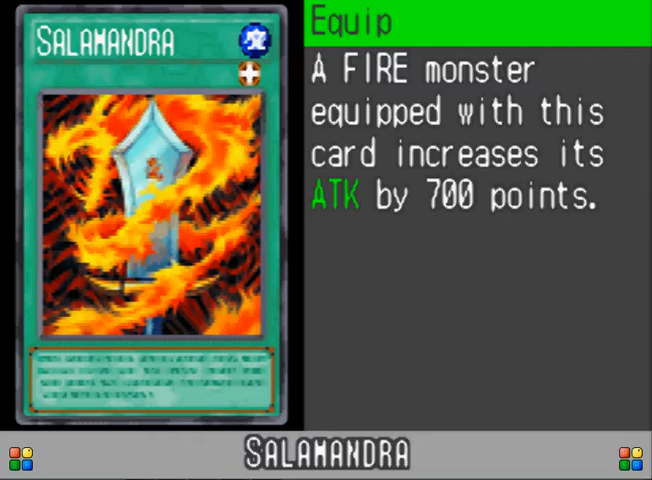 SALAMANDRA
Equip
A FIRE monster
equipped with this
card increases its
ATK by 700 points.
SALAMANDRA